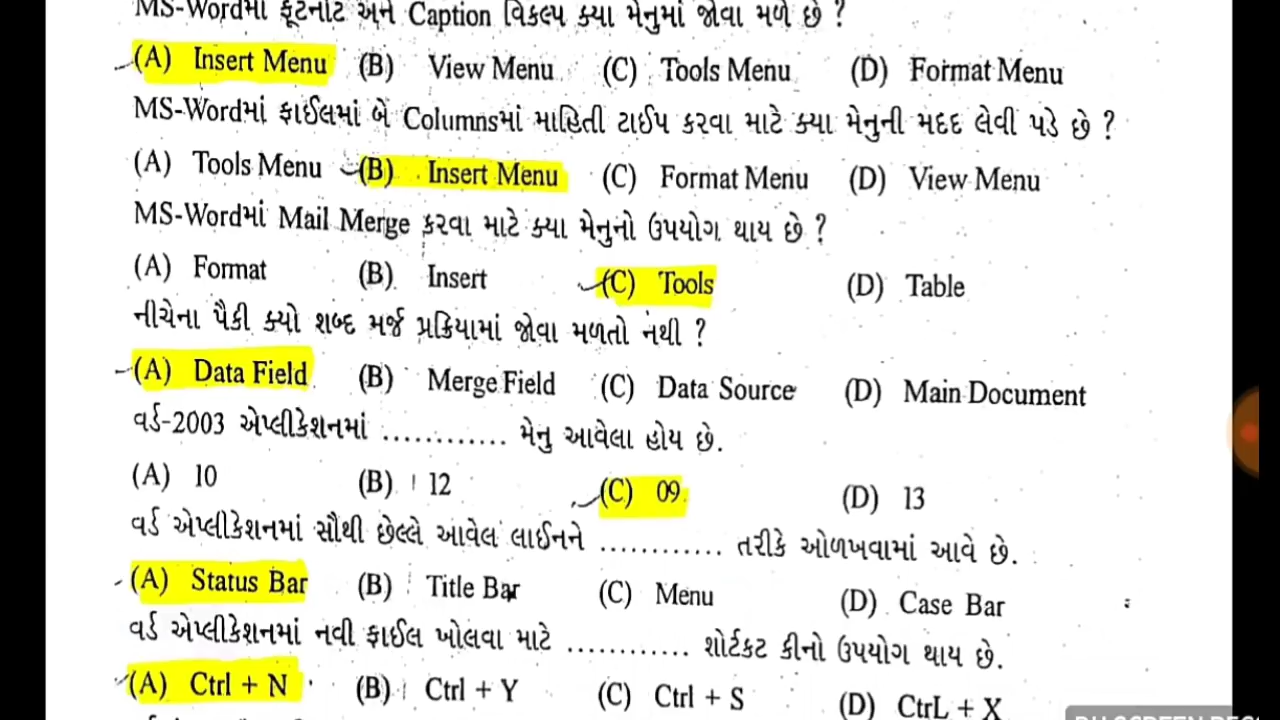 MS-Wordમાં ફૂટનોટ અને Caption વિકલ્પ ક્યા મેનુમાં જોવા મળે છે ?
(A) Insert Menu (B) View Menu (C) Tools Menu (D) Format Menu
MS-Wordમાં ફાઈલમાં બે Columnsમાં માહિતી ટાઈપ કરવા માટે ક્યા મેનુની મદદ લેવી પડે છે ?
(A) Tools Menu (B) Insert Menu (C) Format Menu (D) View Menu
MS-Wordમાં Mail Merge કરવા માટે ક્યા મેનુનો ઉપયોગ થાય છે ?
(A) Format (B) Insert (C) Tools (D) Table
નીચેના પૈકી ક્યો શબ્દ મર્જ પ્રક્રિયામાં જોવા મળતો નથી ?
(A) Data Field (B) Merge Field (C) Data Source (D) Main Document
વર્ડ-2003 એપ્લીકેશનમાં ............ મેનુ આવેલા હોય છે.
(A) 10 (B) 12 (C) 09 (D) 13
વર્ડ એપ્લીકેશનમાં સૌથી છેલ્લે આવેલ લાઈનને ............ તરીકે ઓળખવામાં આવે છે.
(A) Status Bar (B) Title Bar (C) Menu (D) Case Bar
વર્ડ એપ્લીકેશનમાં નવી ફાઈલ ખોલવા માટે ............ શોર્ટકટ કીનો ઉપયોગ થાય છે.
(A) Ctrl + N (B) Ctrl + Y (C) Ctrl + S (D) CtrL + X